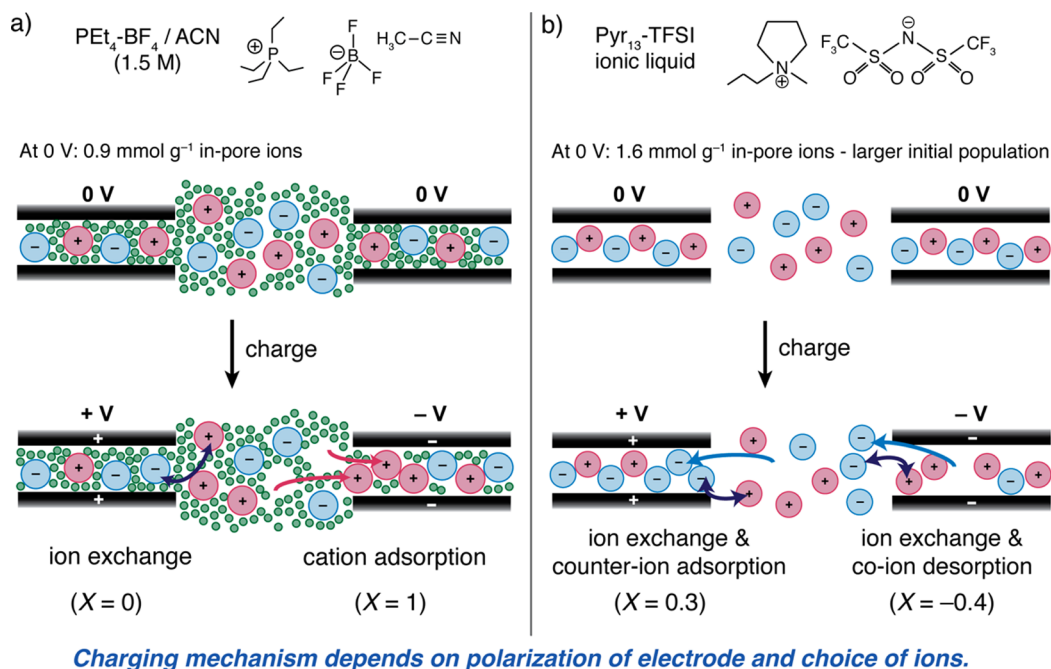 a)
PEt₄-BF₄ / ACN
(1.5 M)
⊕
P
F
⊖B
F
F
F
H₃C–C≡N
At 0 V: 0.9 mmol g⁻¹ in-pore ions
0 V
0 V
charge
+ V
– V
ion exchange
cation adsorption
(X = 0)
(X = 1)
b)
Pyr₁₃-TFSI
ionic liquid
N
⊕
⊖
F₃C
N
CF₃
S
S
O
O
O
O
At 0 V: 1.6 mmol g⁻¹ in-pore ions - larger initial population
0 V
0 V
charge
+ V
– V
ion exchange &
counter-ion adsorption
ion exchange &
co-ion desorption
(X = 0.3)
(X = –0.4)
Charging mechanism depends on polarization of electrode and choice of ions.